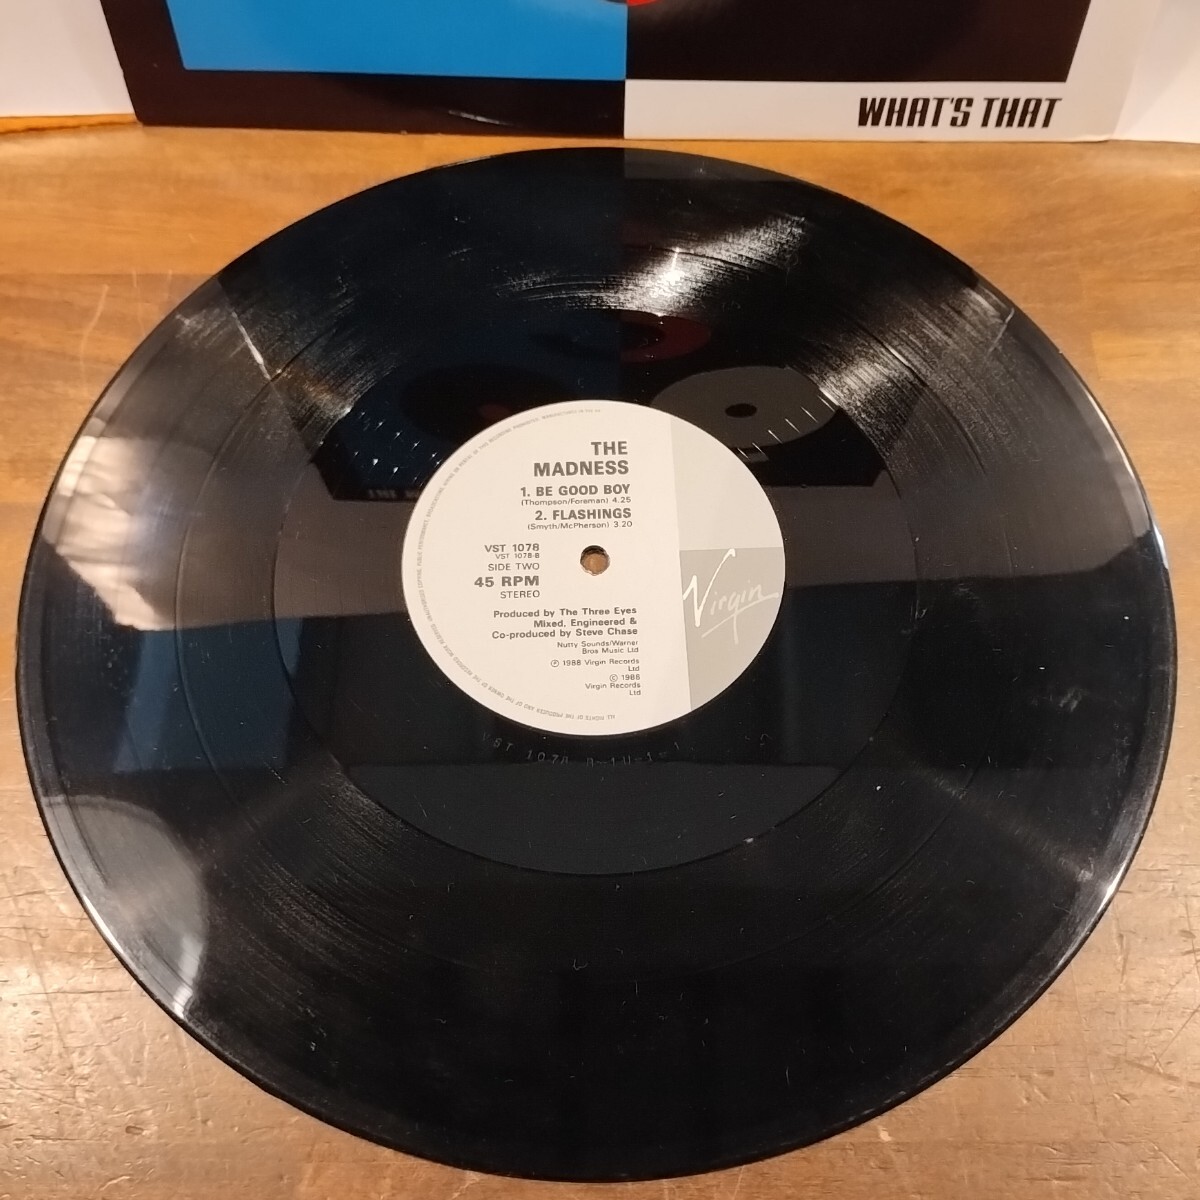 WHAT'S THAT
THE
MADNESS
1. BE GOOD BOY
(Thompson/Foreman) 4.25
2. FLASHINGS
(Smyth/McPherson) 3.20
VST 1078
VST 1078-B
SIDE TWO
45 RPM
STEREO
Produced by The Three Eyes
Mixed, Engineered &
Co-produced by Steve Chase
Nutty Sounds/Warner
Bros Music Ltd
℗ 1988 Virgin Records
Ltd
© 1988
Virgin Records
Ltd
Virgin